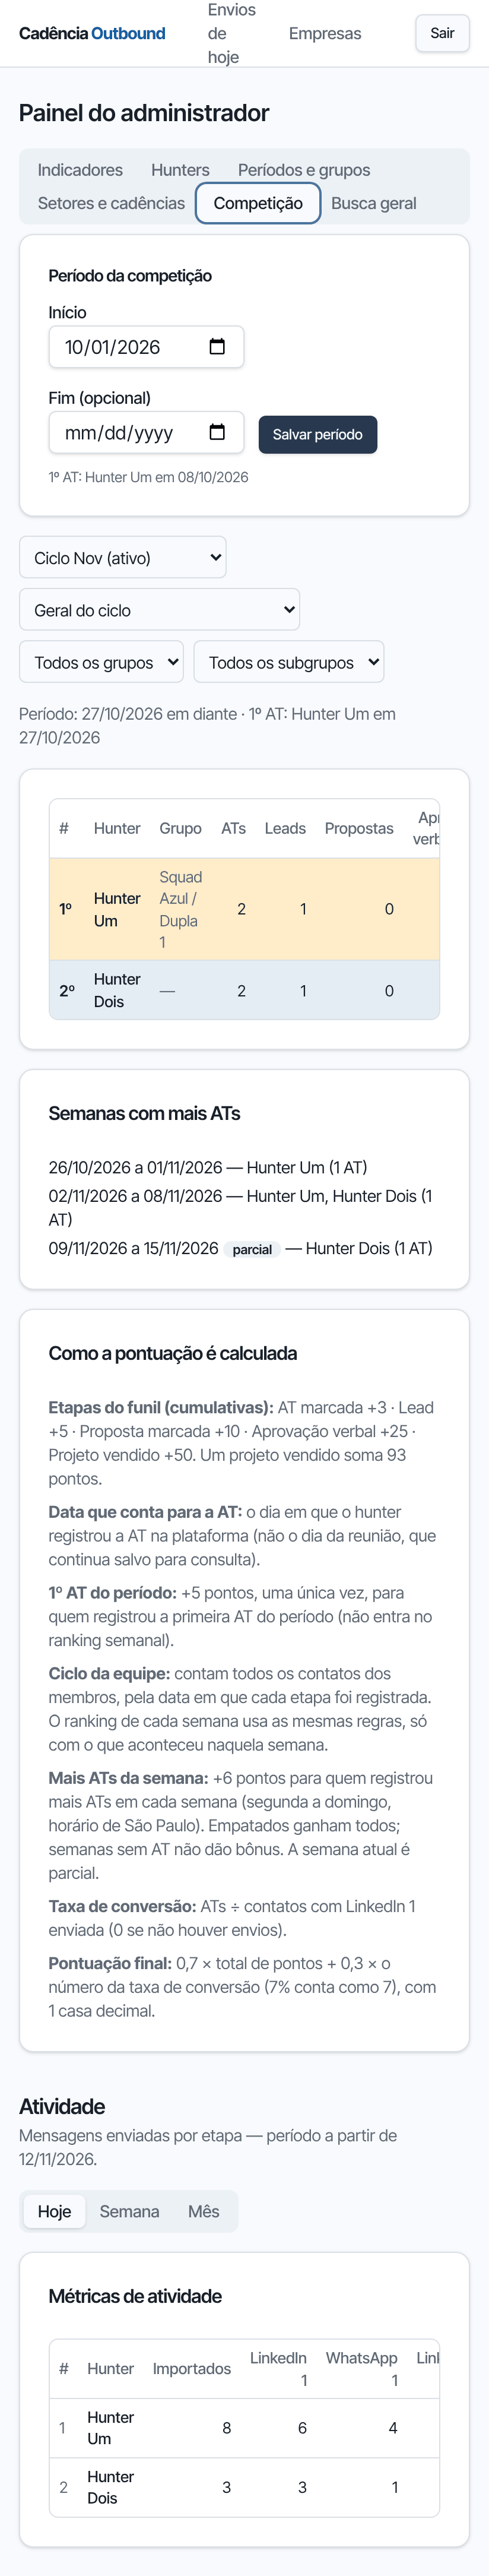 Cadência Outbound
Envios
de
hoje
Empresas
Sair
Painel do administrador
Indicadores Hunters Períodos e grupos
Setores e cadências Competição Busca geral
Período da competição
Início
10/01/2026
Fim (opcional)
mm/dd/yyyy
Salvar período
1º AT: Hunter Um em 08/10/2026
Ciclo Nov (ativo)
Geral do ciclo
Todos os grupos Todos os subgrupos
Período: 27/10/2026 em diante · 1º AT: Hunter Um em
27/10/2026
# Hunter Grupo ATs Leads Propostas
1º Hunter Um Squad Azul / Dupla 1 2 1 0
2º Hunter Dois — 2 1 0
Semanas com mais ATs
26/10/2026 a 01/11/2026 — Hunter Um (1 AT)
02/11/2026 a 08/11/2026 — Hunter Um, Hunter Dois (1
AT)
09/11/2026 a 15/11/2026 parcial — Hunter Dois (1 AT)
Como a pontuação é calculada
Etapas do funil (cumulativas): AT marcada +3 · Lead
+5 · Proposta marcada +10 · Aprovação verbal +25 ·
Projeto vendido +50. Um projeto vendido soma 93
pontos.
Data que conta para a AT: o dia em que o hunter
registrou a AT na plataforma (não o dia da reunião, que
continua salvo para consulta).
1º AT do período: +5 pontos, uma única vez, para
quem registrou a primeira AT do período (não entra no
ranking semanal).
Ciclo da equipe: contam todos os contatos dos
membros, pela data em que cada etapa foi registrada.
O ranking de cada semana usa as mesmas regras, só
com o que aconteceu naquela semana.
Mais ATs da semana: +6 pontos para quem registrou
mais ATs em cada semana (segunda a domingo,
horário de São Paulo). Empatados ganham todos;
semanas sem AT não dão bônus. A semana atual é
parcial.
Taxa de conversão: ATs ÷ contatos com LinkedIn 1
enviada (0 se não houver envios).
Pontuação final: 0,7 × total de pontos + 0,3 × o
número da taxa de conversão (7% conta como 7), com
1 casa decimal.
Atividade
Mensagens enviadas por etapa — período a partir de
12/11/2026.
Hoje Semana Mês
Métricas de atividade
# Hunter Importados LinkedIn 1 WhatsApp 1
1 Hunter Um 8 6 4
2 Hunter Dois 3 3 1